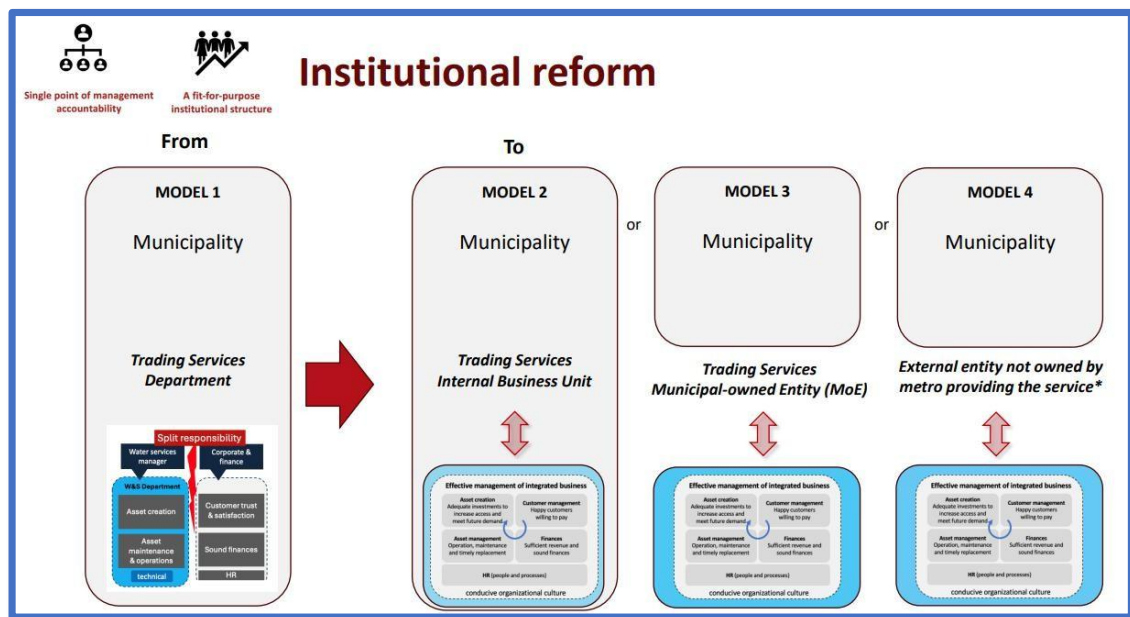 Institutional reform
Single point of management
accountability
A fit-for-purpose
institutional structure
From
To
MODEL 1
Municipality
Trading Services
Department
Split responsibility
Water services
manager
Corporate &
finance
W&S Department
Asset creation
Asset
maintenance
& operations
technical
Customer trust
& satisfaction
Sound finances
HR
MODEL 2
Municipality
Trading Services
Internal Business Unit
Effective management of integrated business
Asset creation
Adequate investments to
increase access and
meet future demand
Customer management
Happy customers
willing to pay
Asset management
Operation, maintenance
and timely replacement
Finances
Sufficient revenue and
sound finances
HR (people and processes)
conducive organizational culture
or
MODEL 3
Municipality
Trading Services
Municipal-owned Entity (MoE)
Effective management of integrated business
Asset creation
Adequate investments to
increase access and
meet future demand
Customer management
Happy customers
willing to pay
Asset management
Operation, maintenance
and timely replacement
Finances
Sufficient revenue and
sound finances
HR (people and processes)
conducive organizational culture
or
MODEL 4
Municipality
External entity not owned by
metro providing the service*
Effective management of integrated business
Asset creation
Adequate investments to
increase access and
meet future demand
Customer management
Happy customers
willing to pay
Asset management
Operation, maintenance
and timely replacement
Finances
Sufficient revenue and
sound finances
HR (people and processes)
conducive organizational culture